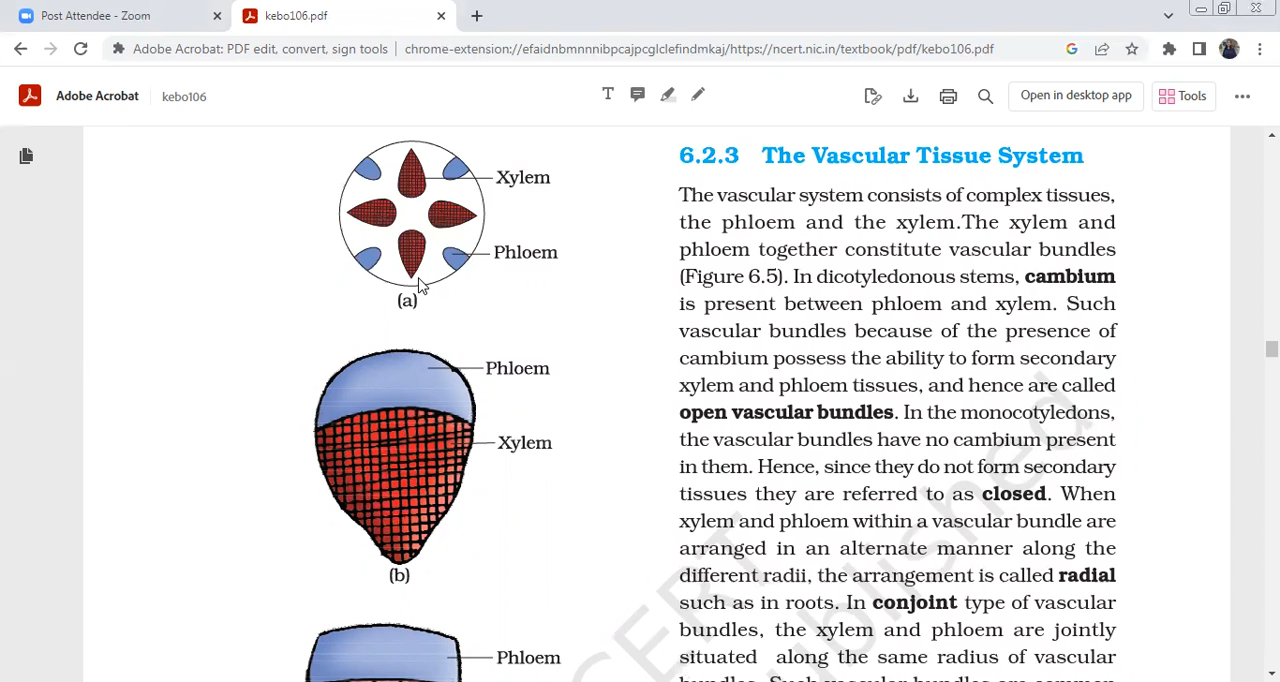 Post Attendee - Zoom
kebo106.pdf
Adobe Acrobat: PDF edit, convert, sign tools | chrome-extension://efaidnbmnnnibpcajpcglclefindmkaj/https://ncert.nic.in/textbook/pdf/kebo106.pdf
Adobe Acrobat
kebo106
Open in desktop app
Tools
Xylem
Phloem
(a)
Phloem
Xylem
(b)
Phloem
6.2.3 The Vascular Tissue System
The vascular system consists of complex tissues,
the phloem and the xylem.The xylem and
phloem together constitute vascular bundles
(Figure 6.5). In dicotyledonous stems, cambium
is present between phloem and xylem. Such
vascular bundles because of the presence of
cambium possess the ability to form secondary
xylem and phloem tissues, and hence are called
open vascular bundles. In the monocotyledons,
the vascular bundles have no cambium present
in them. Hence, since they do not form secondary
tissues they are referred to as closed. When
xylem and phloem within a vascular bundle are
arranged in an alternate manner along the
different radii, the arrangement is called radial
such as in roots. In conjoint type of vascular
bundles, the xylem and phloem are jointly
situated along the same radius of vascular
bundles. Such vascular bundles are common